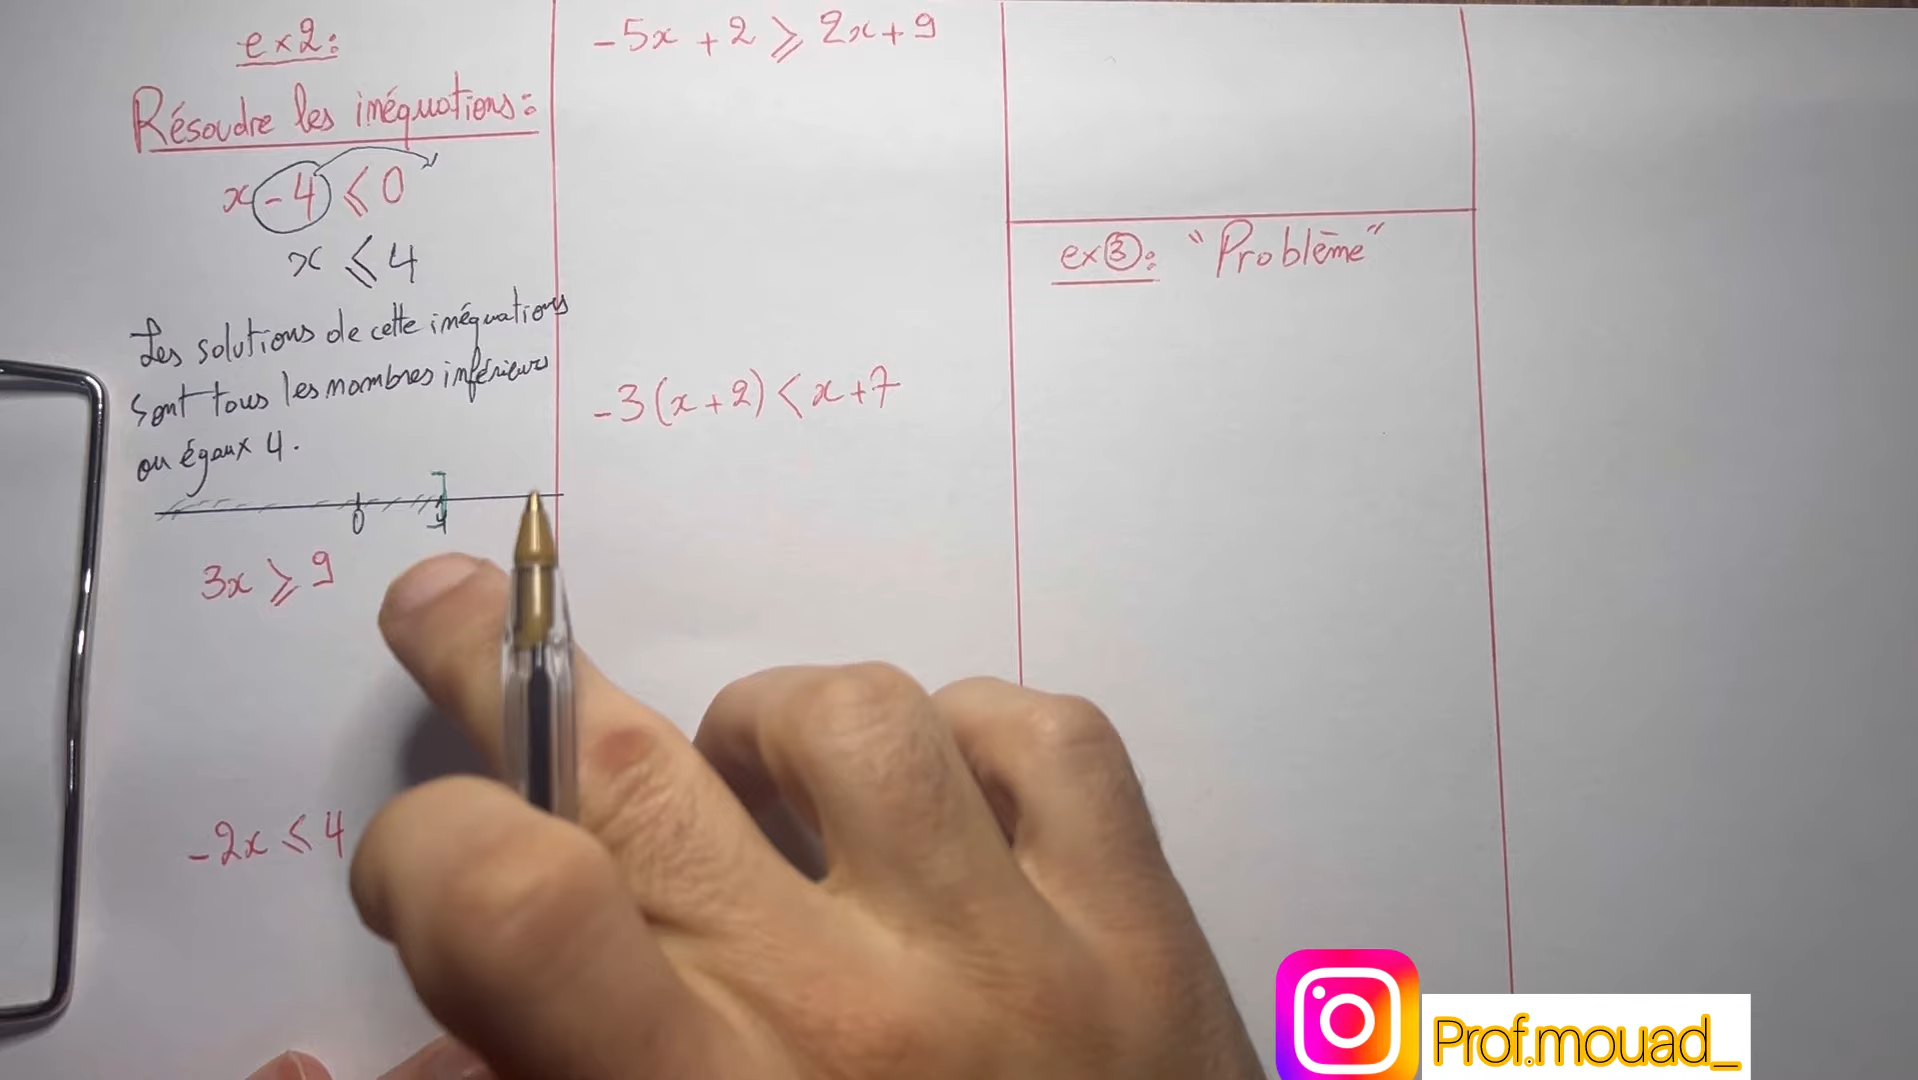 ex2:
Résoudre les inéquations:
x - 4 ⩽ 0
x ⩽ 4
Les solutions de cette inéquations
sont tous les nombres inférieurs
ou égaux 4.
0 4
3x ⩾ 9
-2x ⩽ 4
-5x + 2 ⩾ 2x + 9
-3(x + 2) < x + 7
ex③: "Problème"
Prof.mouad_